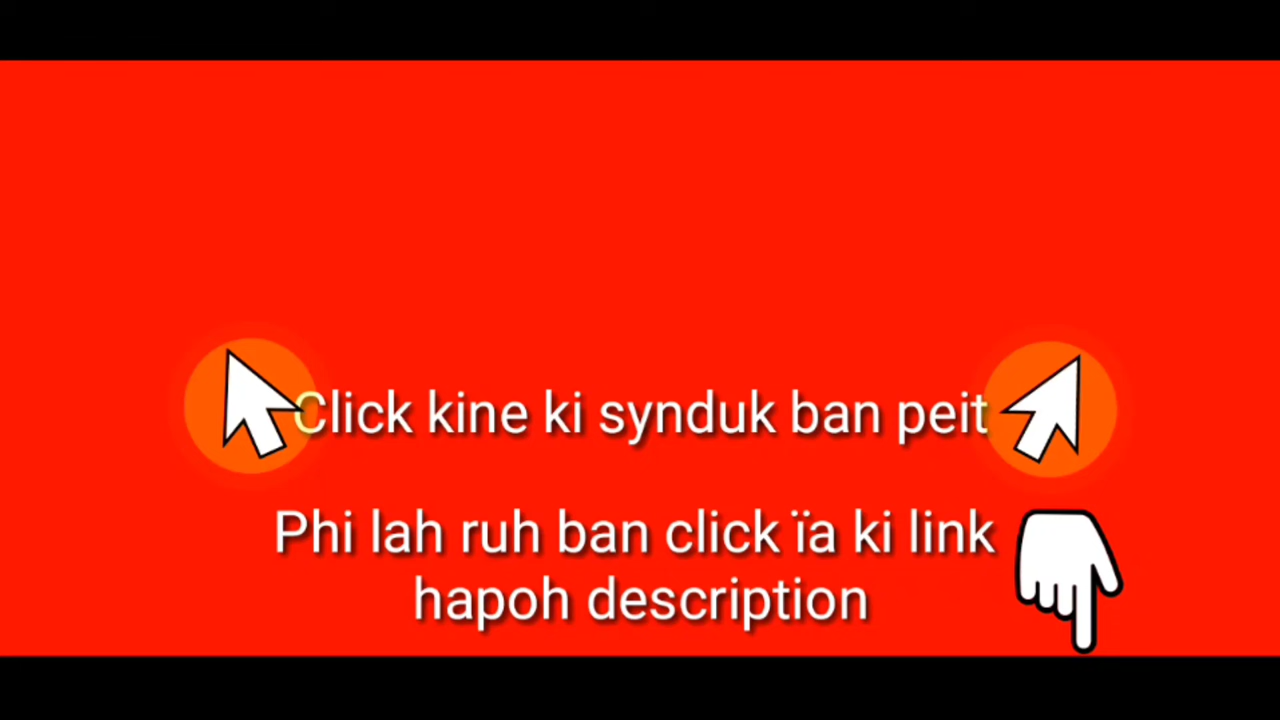 Click kine ki synduk ban peit
Phi lah ruh ban click ïa ki link
hapoh description